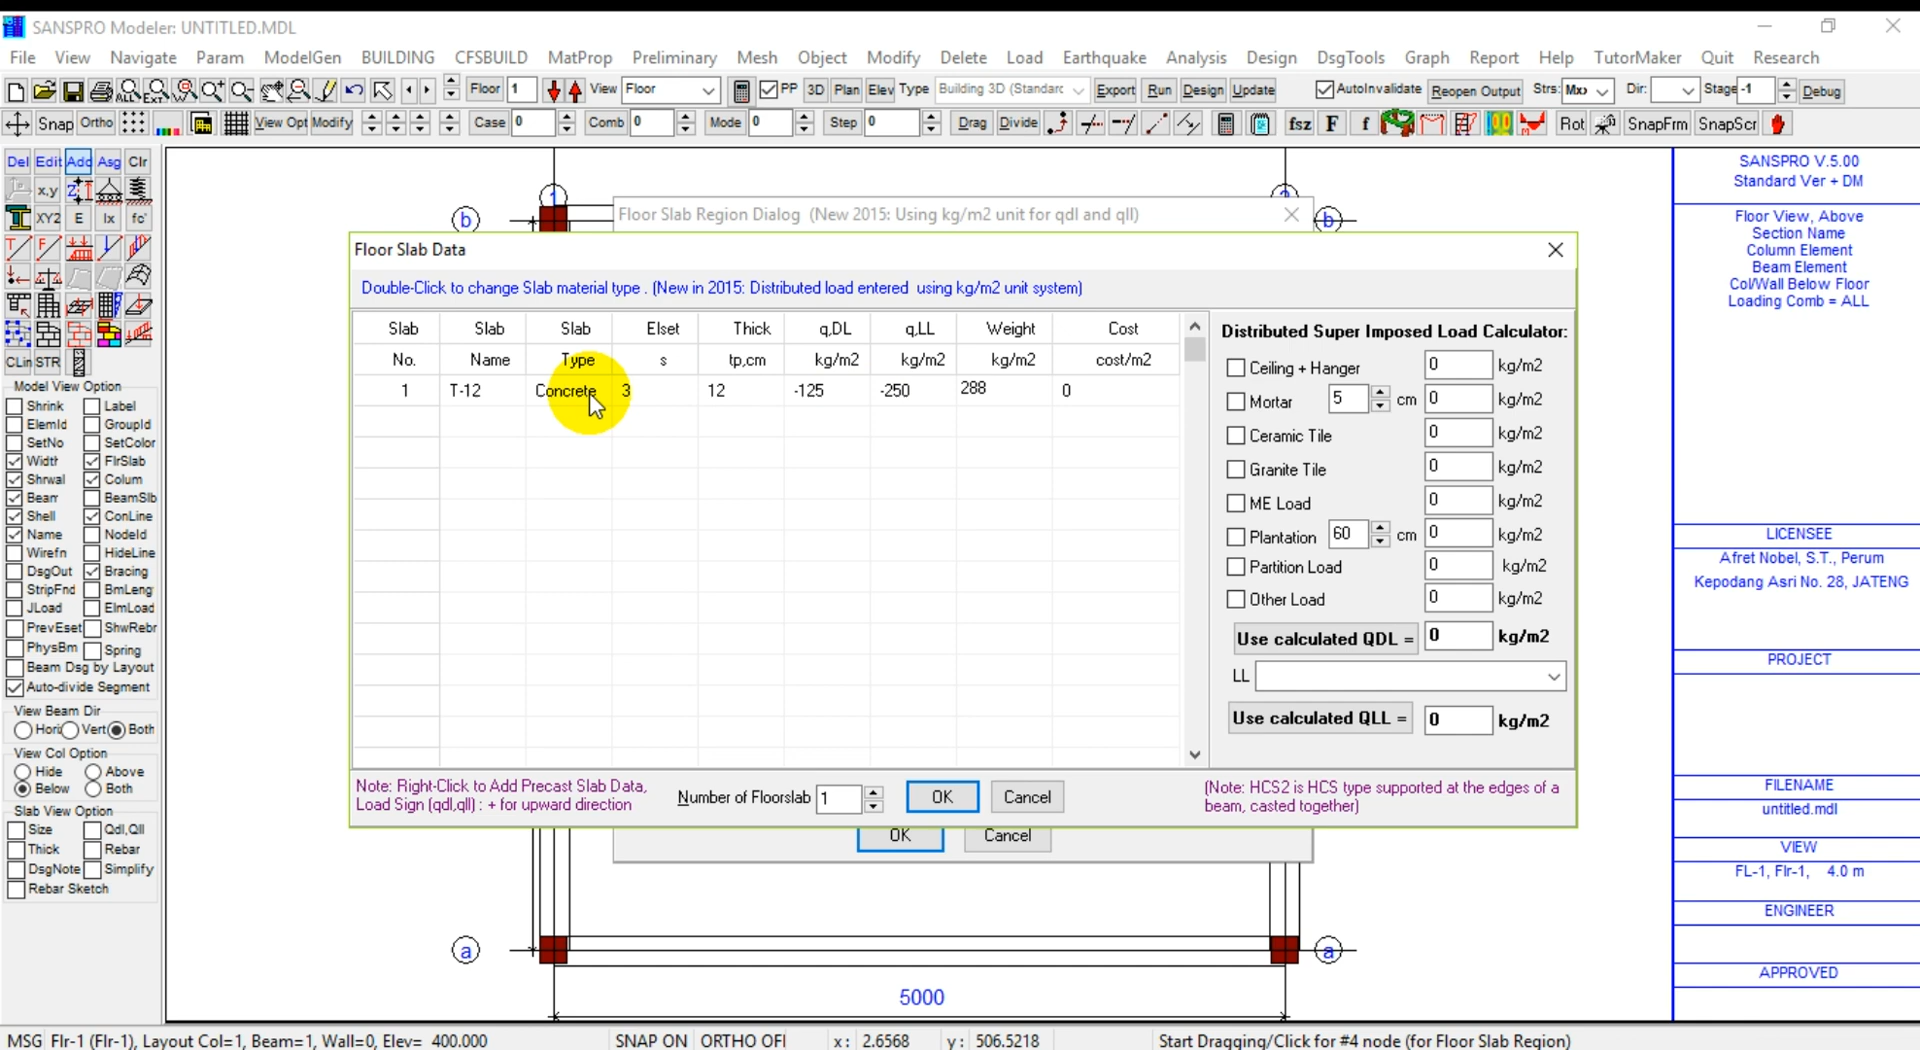 SANSPRO Modeler: UNTITLED.MDL
File View Navigate Param ModelGen BUILDING CFSBUILD MatProp Preliminary Mesh Object Modify Delete Load Earthquake Analysis Design DsgTools Graph Report Help TutorMaker Quit Research
ALL EXT Floor 1 View Floor PP 3D Plan Elev Type Building 3D (Standarc Export Run Design Update AutoInvalidate Reopen Output Strs: Mxx Dir: Stage -1 Debug
Snap Ortho View Opt Modify Case 0 Comb 0 Mode 0 Step 0 Drag Divide fsz F f Rot SnapFrm SnapScr
Del Edit Add Asg Clr
x,y Z
XY2 E Ix fc'
T F
CLin STR
Model View Option
Shrink Label
ElemId GroupId
SetNo SetColor
Width FlrSlab
Shrwal Colum
Bearr BeamSlb
Shell ConLine
Name NodeId
Wirefn HideLine
DsgOut Bracing
StripFnd BmLeng
JLoad ElmLoad
PrevEset ShwRebr
PhysBm Spring
Beam Dsg by Layout
Auto-divide Segment
View Beam Dir
Hori Vert Both
View Col Option
Hide Above
Below Both
Slab View Option
Size Qdl,Qll
Thick Rebar
DsgNote Simplify
Rebar Sketch
1
b b
Floor Slab Region Dialog (New 2015: Using kg/m2 unit for qdl and qll)
Floor Slab Data
Double-Click to change Slab material type . (New in 2015: Distributed load entered using kg/m2 unit system)
Slab Slab Slab Elset Thick q,DL q,LL Weight Cost
No. Name Type s tp,cm kg/m2 kg/m2 kg/m2 cost/m2
1 T-12 Concrete 3 12 -125 -250 288 0
Distributed Super Imposed Load Calculator:
Ceiling + Hanger 0 kg/m2
Mortar 5 cm 0 kg/m2
Ceramic Tile 0 kg/m2
Granite Tile 0 kg/m2
ME Load 0 kg/m2
Plantation 60 cm 0 kg/m2
Partition Load 0 kg/m2
Other Load 0 kg/m2
Use calculated QDL = 0 kg/m2
LL
Use calculated QLL = 0 kg/m2
Note: Right-Click to Add Precast Slab Data,
Load Sign (qdl,qll) : + for upward direction
Number of Floorslab 1 OK Cancel
(Note: HCS2 is HCS type supported at the edges of a
beam, casted together)
OK Cancel
a a
5000
SANSPRO V.5.00
Standard Ver + DM
Floor View, Above
Section Name
Column Element
Beam Element
Col/Wall Below Floor
Loading Comb = ALL
LICENSEE
Afret Nobel, S.T., Perum
Kepodang Asri No. 28, JATENG
PROJECT
FILENAME
untitled.mdl
VIEW
FL-1, Flr-1, 4.0 m
ENGINEER
APPROVED
MSG Flr-1 (Flr-1), Layout Col=1, Beam=1, Wall=0, Elev= 400.000 SNAP ON ORTHO OFI x: 2.6568 y: 506.5218 Start Dragging/Click for #4 node (for Floor Slab Region)